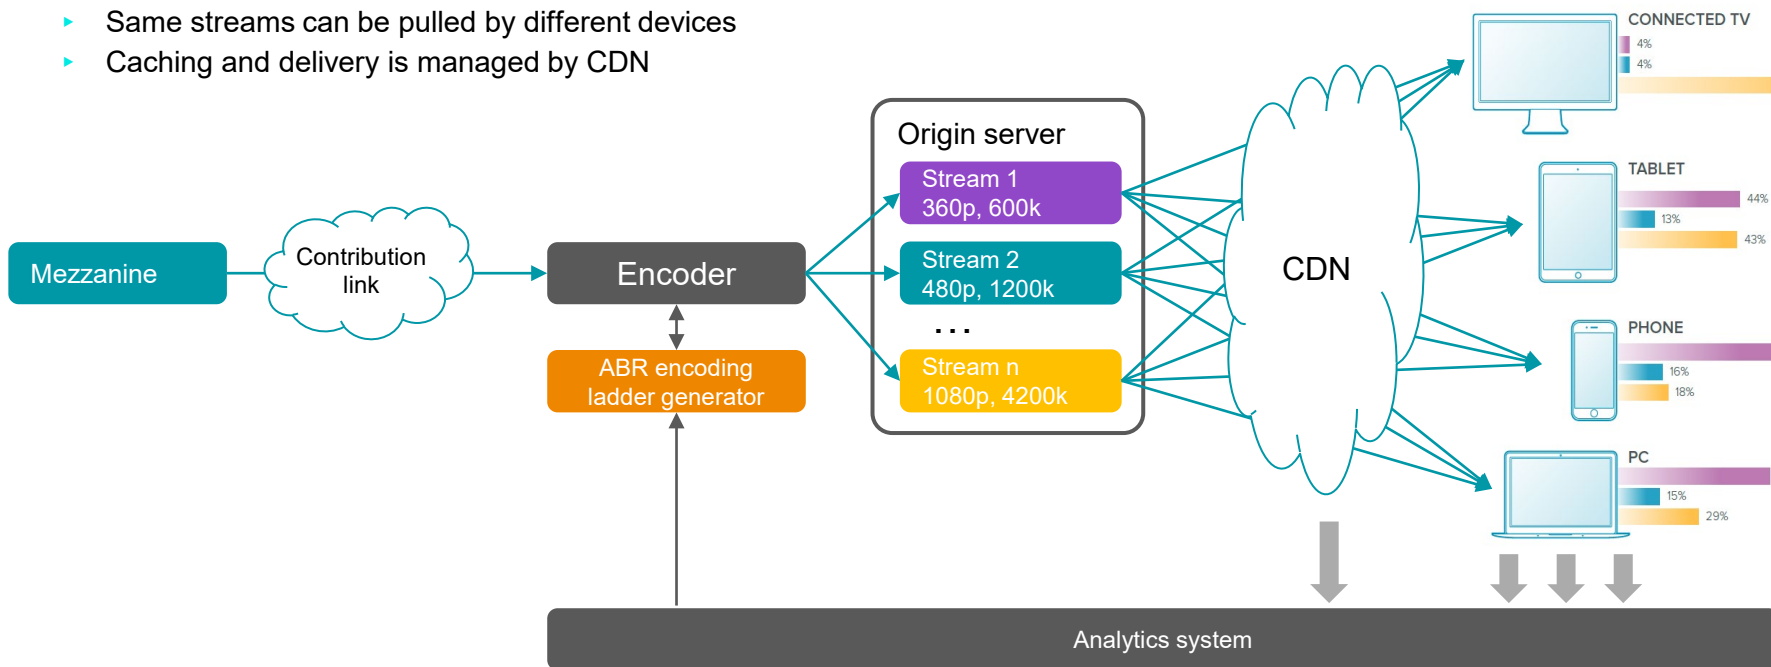 Same streams can be pulled by different devices
Caching and delivery is managed by CDN
Mezzanine
Contribution
link
Encoder
ABR encoding
ladder generator
Origin server
Stream 1
360p, 600k
Stream 2
480p, 1200k
...
Stream n
1080p, 4200k
CDN
CONNECTED TV
4%
4%
TABLET
44%
13%
43%
PHONE
16%
18%
PC
15%
29%
Analytics system